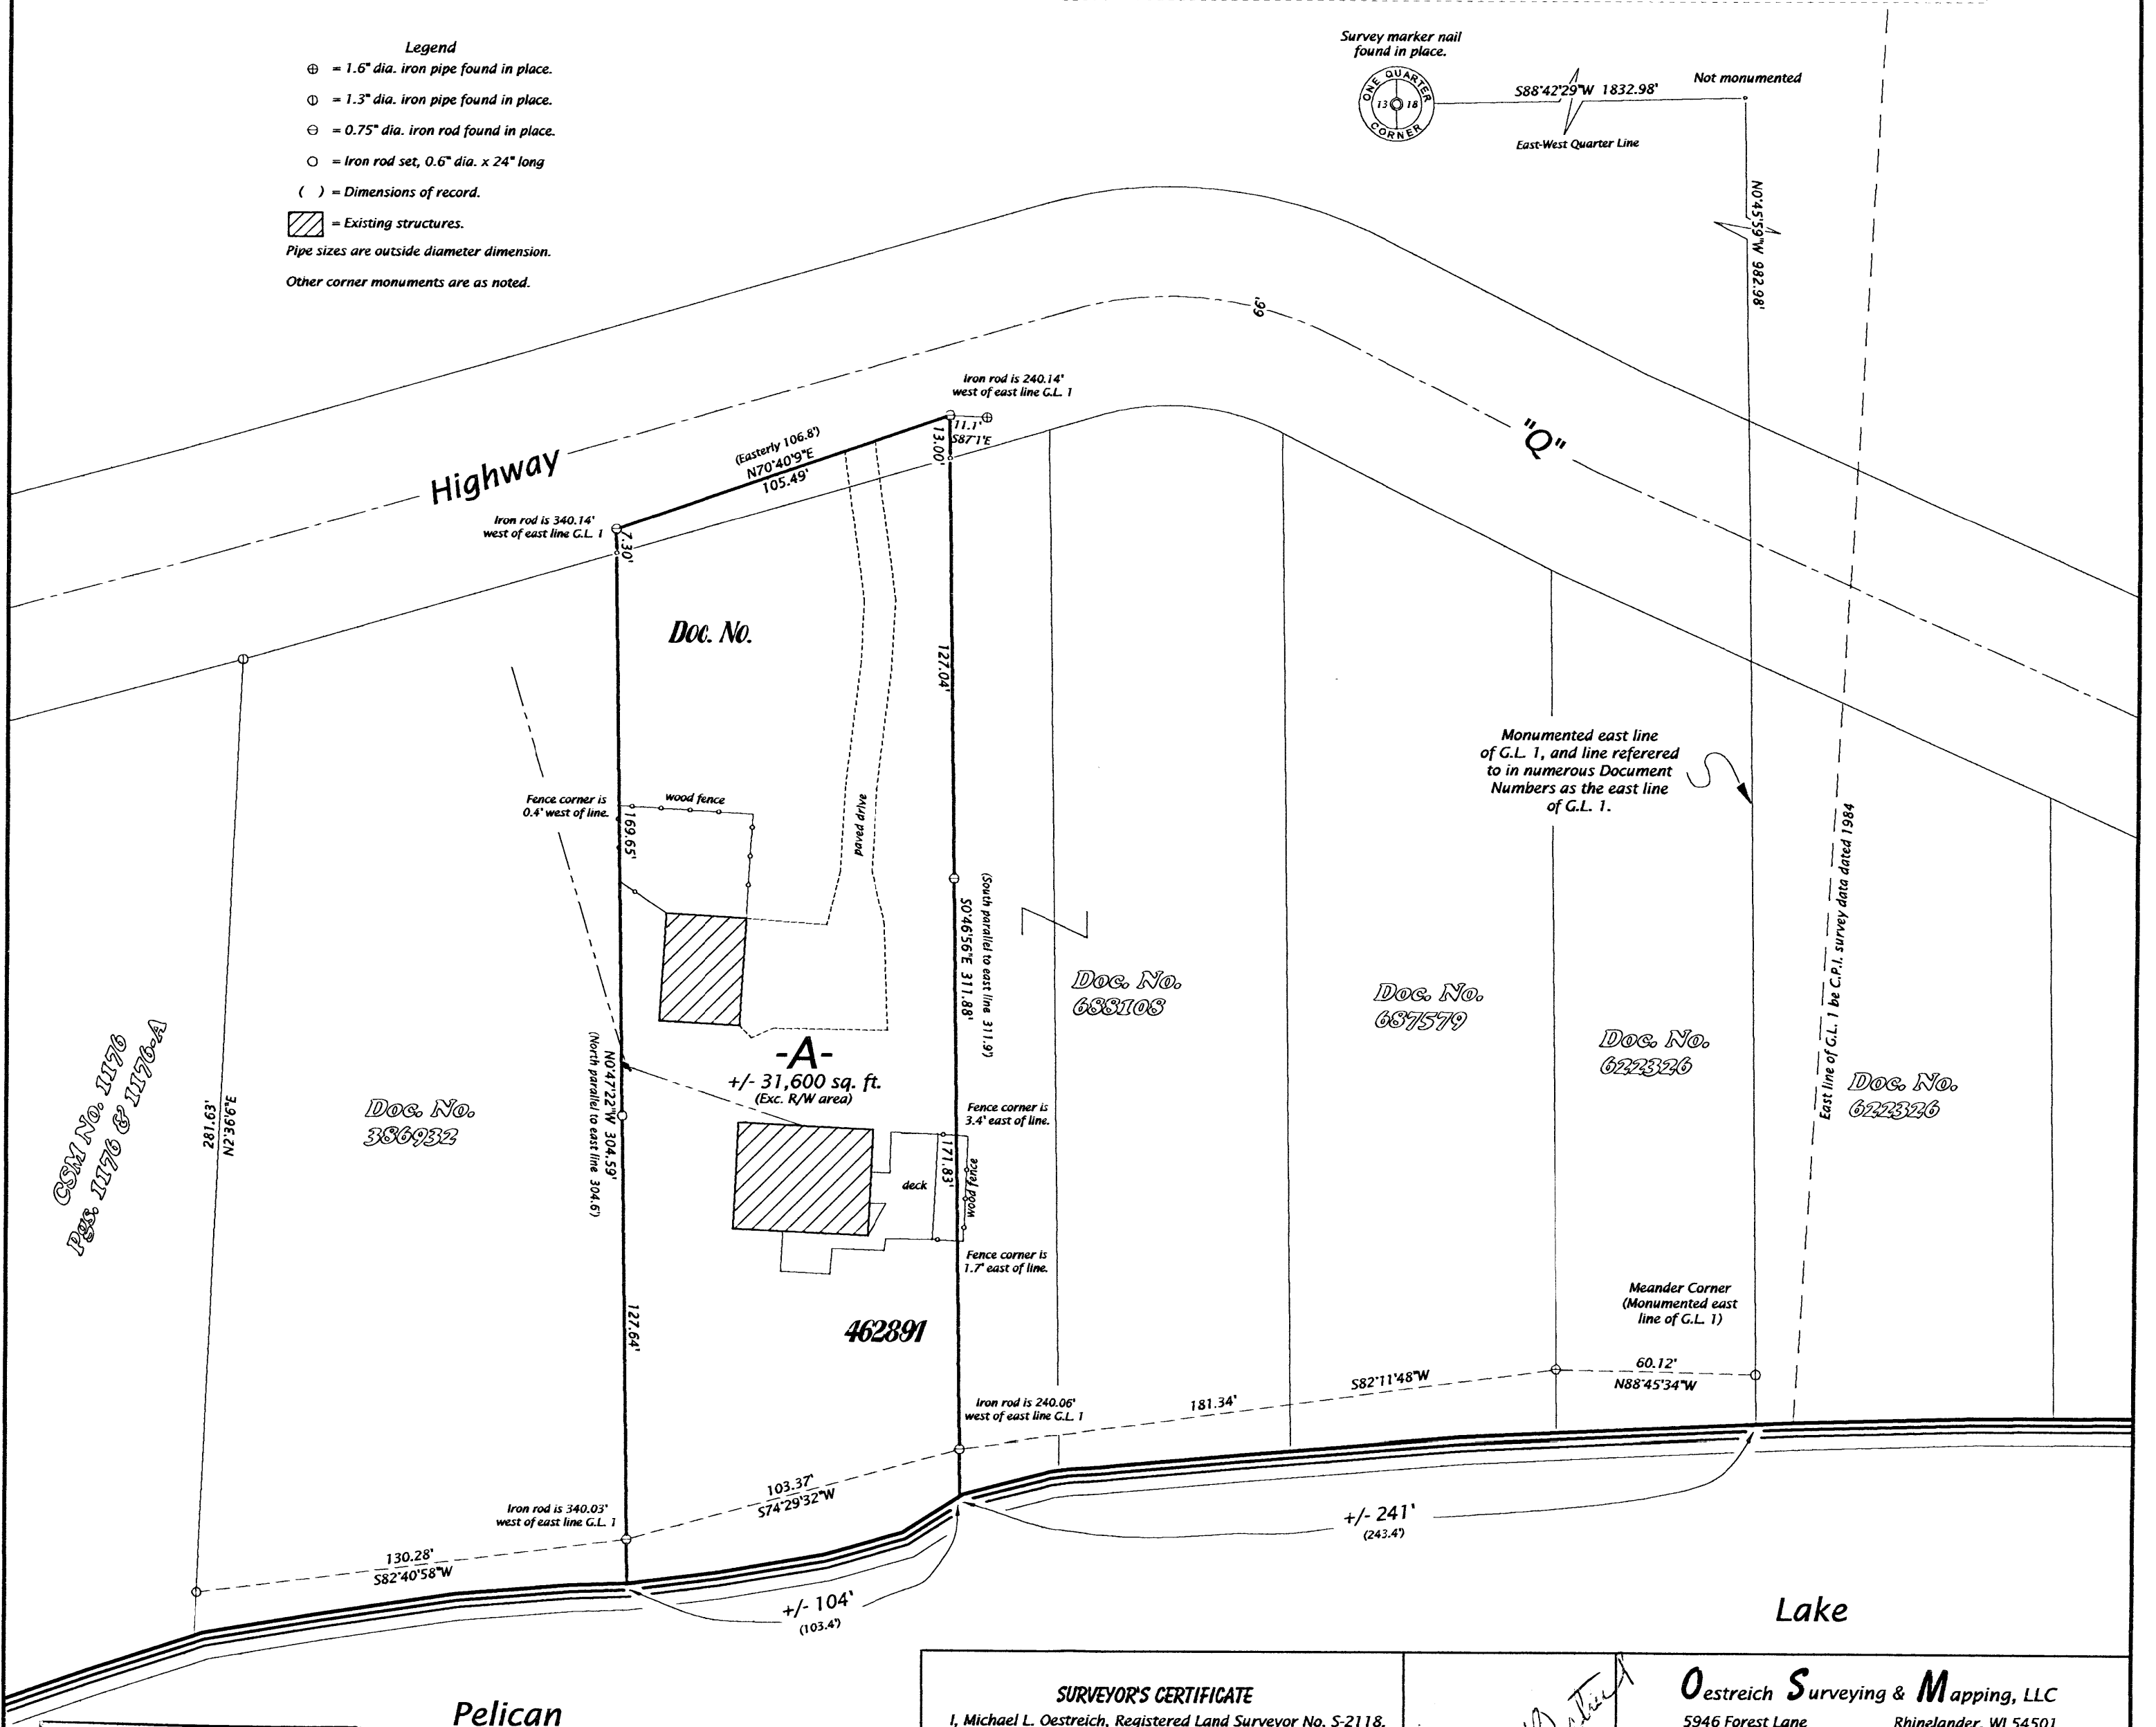 Legend
⊕ = 1.6" dia. iron pipe found in place.
⦶ = 1.3" dia. iron pipe found in place.
⊖ = 0.75" dia. iron rod found in place.
○ = Iron rod set, 0.6" dia. x 24" long
( ) = Dimensions of record.
= Existing structures.
Pipe sizes are outside diameter dimension.
Other corner monuments are as noted.
Survey marker nail
found in place.
ONE QUARTER
13 18
CORNER
S88°42'29"W 1832.98'
East-West Quarter Line
Not monumented
N0°45'59"W 982.98'
66'
Highway
"Q"
Iron rod is 240.14'
west of east line G.L. 1
11.1'
S87°1'E
13.00'
(Easterly 106.8')
N70°40'9"E
105.49'
Iron rod is 340.14'
west of east line G.L. 1
7.30'
Doc. No.
127.04'
Monumented east line
of G.L. 1, and line referered
to in numerous Document
Numbers as the east line
of G.L. 1.
East line of G.L. 1 be C.P.I. survey data dated 1984
Fence corner is
0.4' west of line.
wood fence
169.65'
paved drive
(South parallel to east line 311.9')
S0°46'56"E 311.88'
Doc. No.
688108
Doc. No.
687579
Doc. No.
622326
Doc. No.
622326
CSM No. 1176
Pgs. 1176 & 1176-A
281.63'
N2°36'6"E
Doc. No.
386932
N0°47'22"W 304.59'
(North parallel to east line 304.6')
-A-
+/- 31,600 sq. ft.
(Exc. R/W area)
Fence corner is
3.4' east of line.
171.83'
deck
wood fence
Fence corner is
1.7' east of line.
127.64'
462891
Meander Corner
(Monumented east
line of G.L. 1)
60.12'
N88°45'34"W
S82°11'48"W
181.34'
Iron rod is 240.06'
west of east line G.L. 1
103.37'
S74°29'32"W
Iron rod is 340.03'
west of east line G.L. 1
130.28'
S82°40'58"W
+/- 241'
(243.4')
+/- 104'
(103.4')
Lake
Pelican
SURVEYOR'S CERTIFICATE
I, Michael L. Oestreich, Registered Land Surveyor No. S-2118,
Oestreich Surveying & Mapping, LLC
5946 Forest Lane Rhinelander, WI 54501